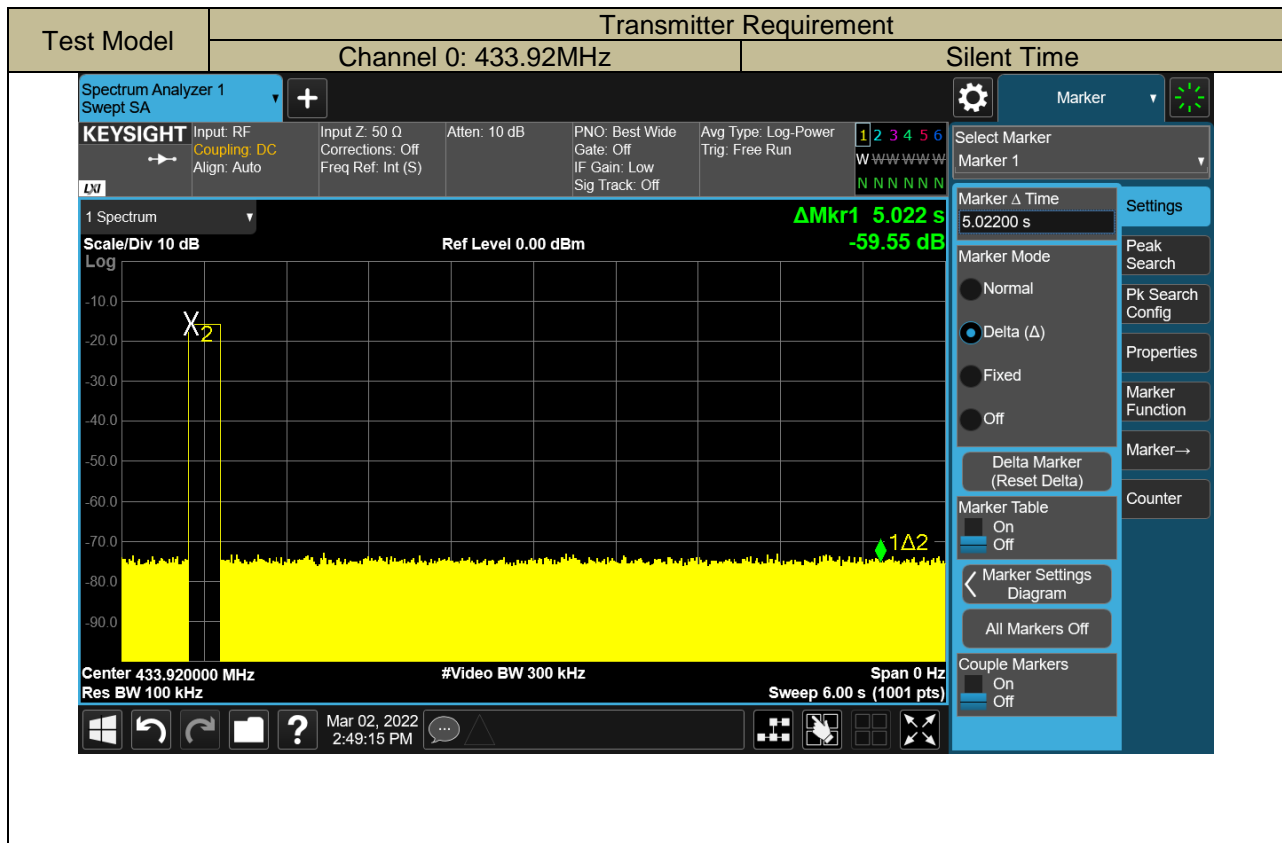 Test Model
Transmitter Requirement
Channel 0: 433.92MHz
Silent Time
Spectrum Analyzer 1
Swept SA
Marker
KEYSIGHT
LXI
Input: RF
Coupling: DC
Align: Auto
Input Z: 50 Ω
Corrections: Off
Freq Ref: Int (S)
Atten: 10 dB
PNO: Best Wide
Gate: Off
IF Gain: Low
Sig Track: Off
Avg Type: Log-Power
Trig: Free Run
1 2 3 4 5 6
W W W W W W
N N N N N N
Select Marker
Marker 1
1 Spectrum
Scale/Div 10 dB
Log
Ref Level 0.00 dBm
ΔMkr1 5.022 s
-59.55 dB
-10.0
-20.0
-30.0
-40.0
-50.0
-60.0
-70.0
-80.0
-90.0
2
1Δ2
Center 433.920000 MHz
Res BW 100 kHz
#Video BW 300 kHz
Span 0 Hz
Sweep 6.00 s (1001 pts)
Mar 02, 2022
2:49:15 PM
?
Marker Δ Time
5.02200 s
Marker Mode
Normal
Delta (Δ)
Fixed
Off
Delta Marker
(Reset Delta)
Marker Table
On
Off
Marker Settings
Diagram
All Markers Off
Couple Markers
On
Off
Settings
Peak
Search
Pk Search
Config
Properties
Marker
Function
Marker→
Counter